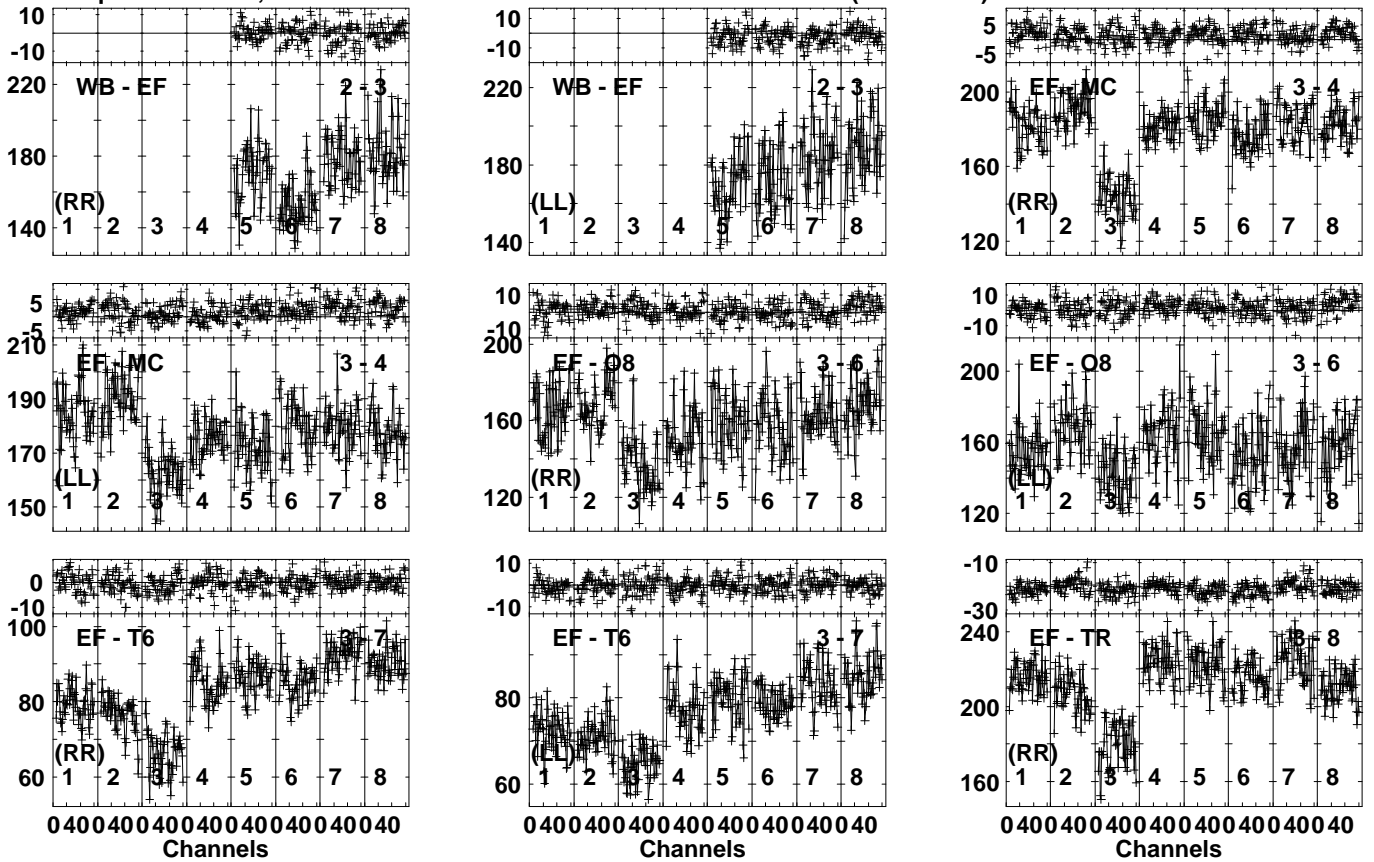 10
-10
220
180
140
WB - EF 2 - 3
(RR)
1 2 3 4 5 6 7 8
10
-10
220
180
140
WB - EF 2 - 3
(LL)
1 2 3 4 5 6 7 8
5
-5
200
160
120
EF - MC 3 - 4
(RR)
1 2 3 4 5 6 7 8
5
-5
210
190
170
150
EF - MC 3 - 4
(LL)
1 2 3 4 5 6 7 8
10
-10
200
160
120
EF - O8 3 - 6
(RR)
1 2 3 4 5 6 7 8
10
-10
200
160
120
EF - O8 3 - 6
(LL)
1 2 3 4 5 6 7 8
0
-10
100
80
60
EF - T6 3 - 7
(RR)
1 2 3 4 5 6 7 8
0 40 0 40 0 40 0 40 0 40 0 40 0 40 0 40
Channels
10
-10
80
60
EF - T6 3 - 7
(LL)
1 2 3 4 5 6 7 8
0 40 0 40 0 40 0 40 0 40 0 40 0 40 0 40
Channels
-10
-30
240
200
160
EF - TR 3 - 8
(RR)
1 2 3 4 5 6 7 8
0 40 0 40 0 40 0 40 0 40 0 40 0 40 0 40
Channels